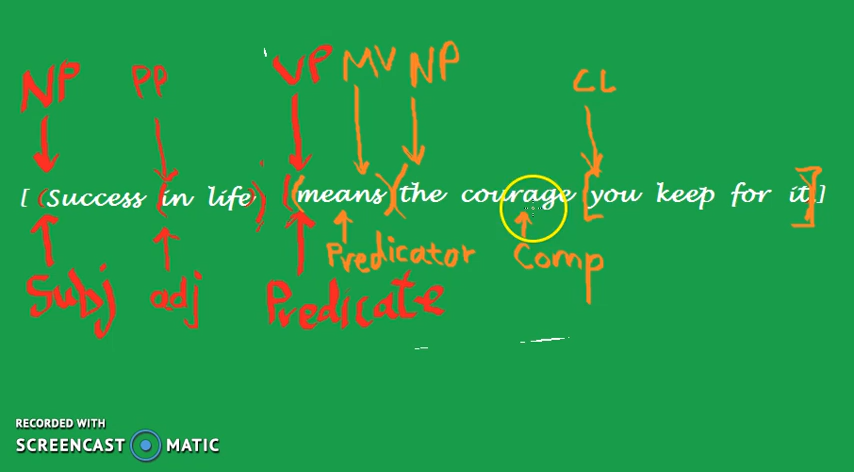 NP PP VP MV NP CL
[ (Success in life) (means) (the courage [you keep for it]]
Subj adj Predicate Predicator Comp
RECORDED WITH
SCREENCAST MATIC